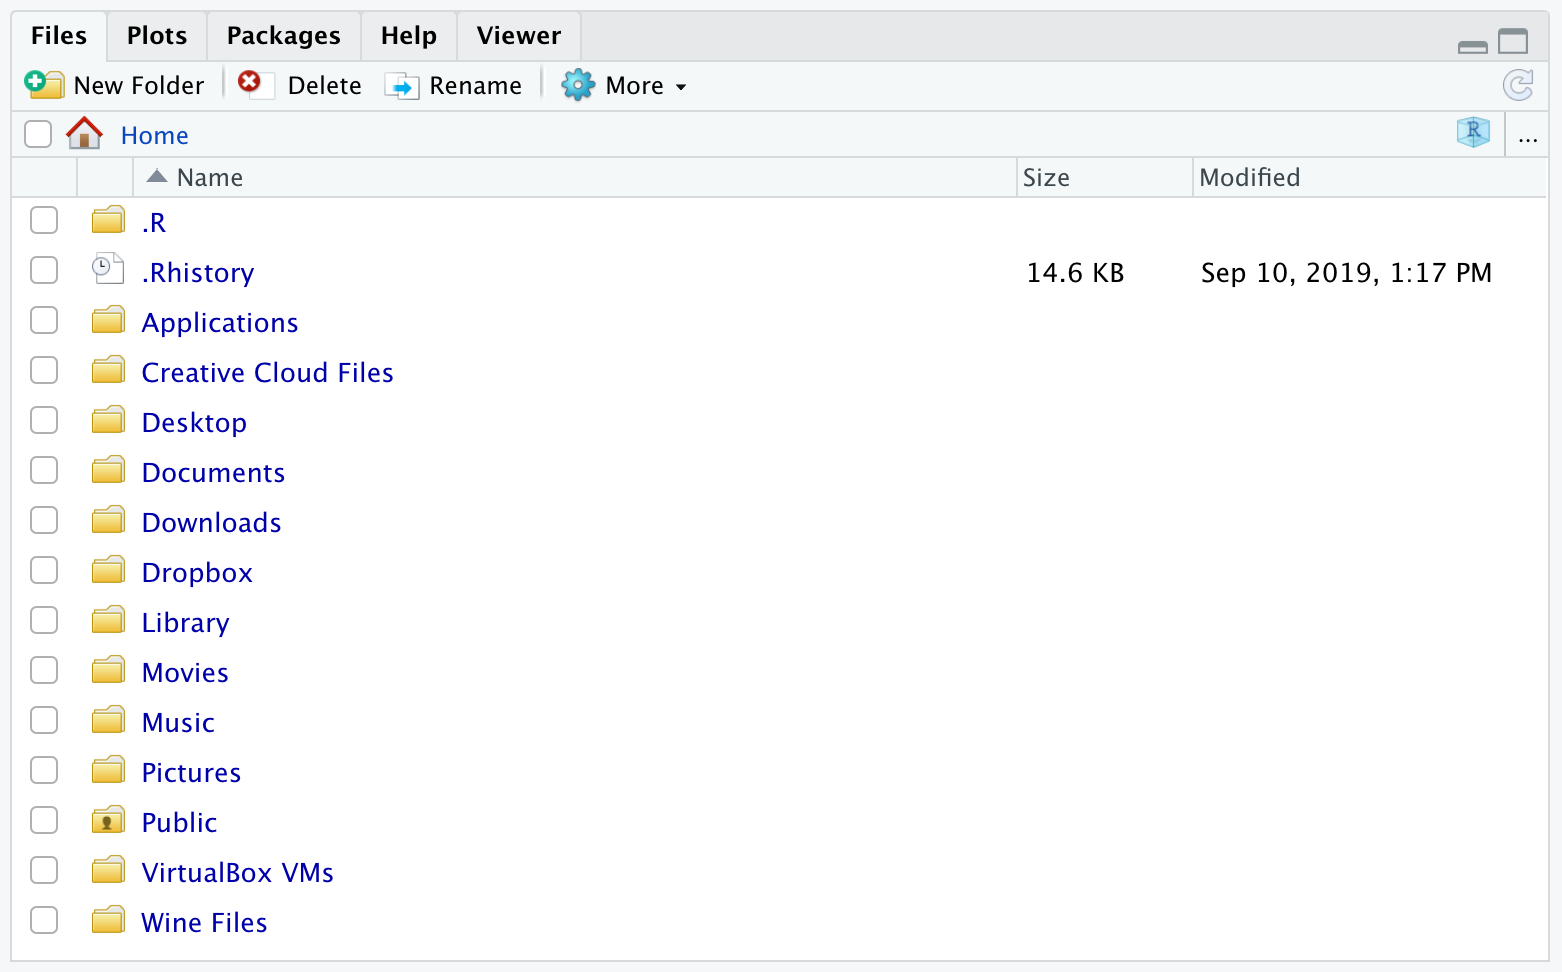 Files Plots Packages Help Viewer
New Folder Delete Rename More
Home R ...
Name Size Modified
.R
.Rhistory 14.6 KB Sep 10, 2019, 1:17 PM
Applications
Creative Cloud Files
Desktop
Documents
Downloads
Dropbox
Library
Movies
Music
Pictures
Public
VirtualBox VMs
Wine Files